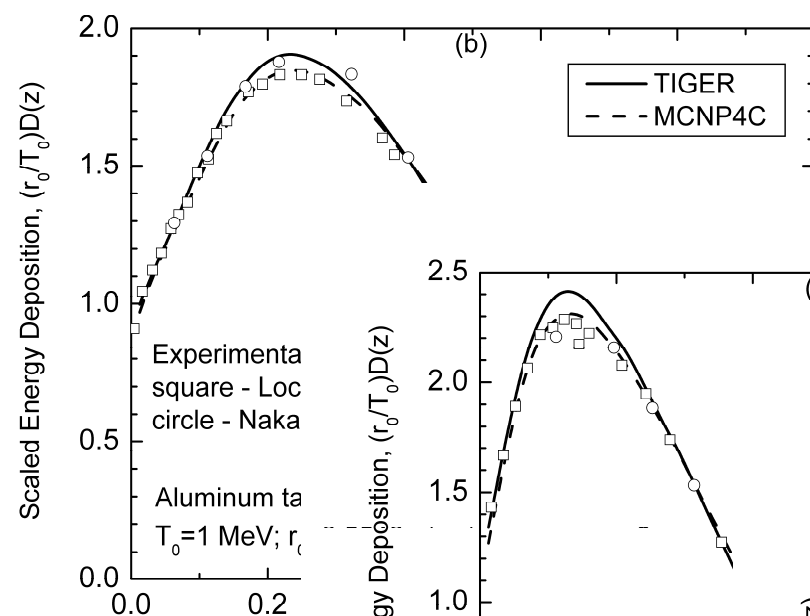 2.0
(b)
TIGER
MCNP4C
1.5
Scaled Energy Deposition, (r0/T0)D(z)
2.5
1.0
Experimenta
square - Loc
circle - Naka
2.0
0.5
gy Deposition, (r0/T0)D(z)
Aluminum ta
1.5
T0=1 MeV; r0
0.0
1.0
0.0 0.2